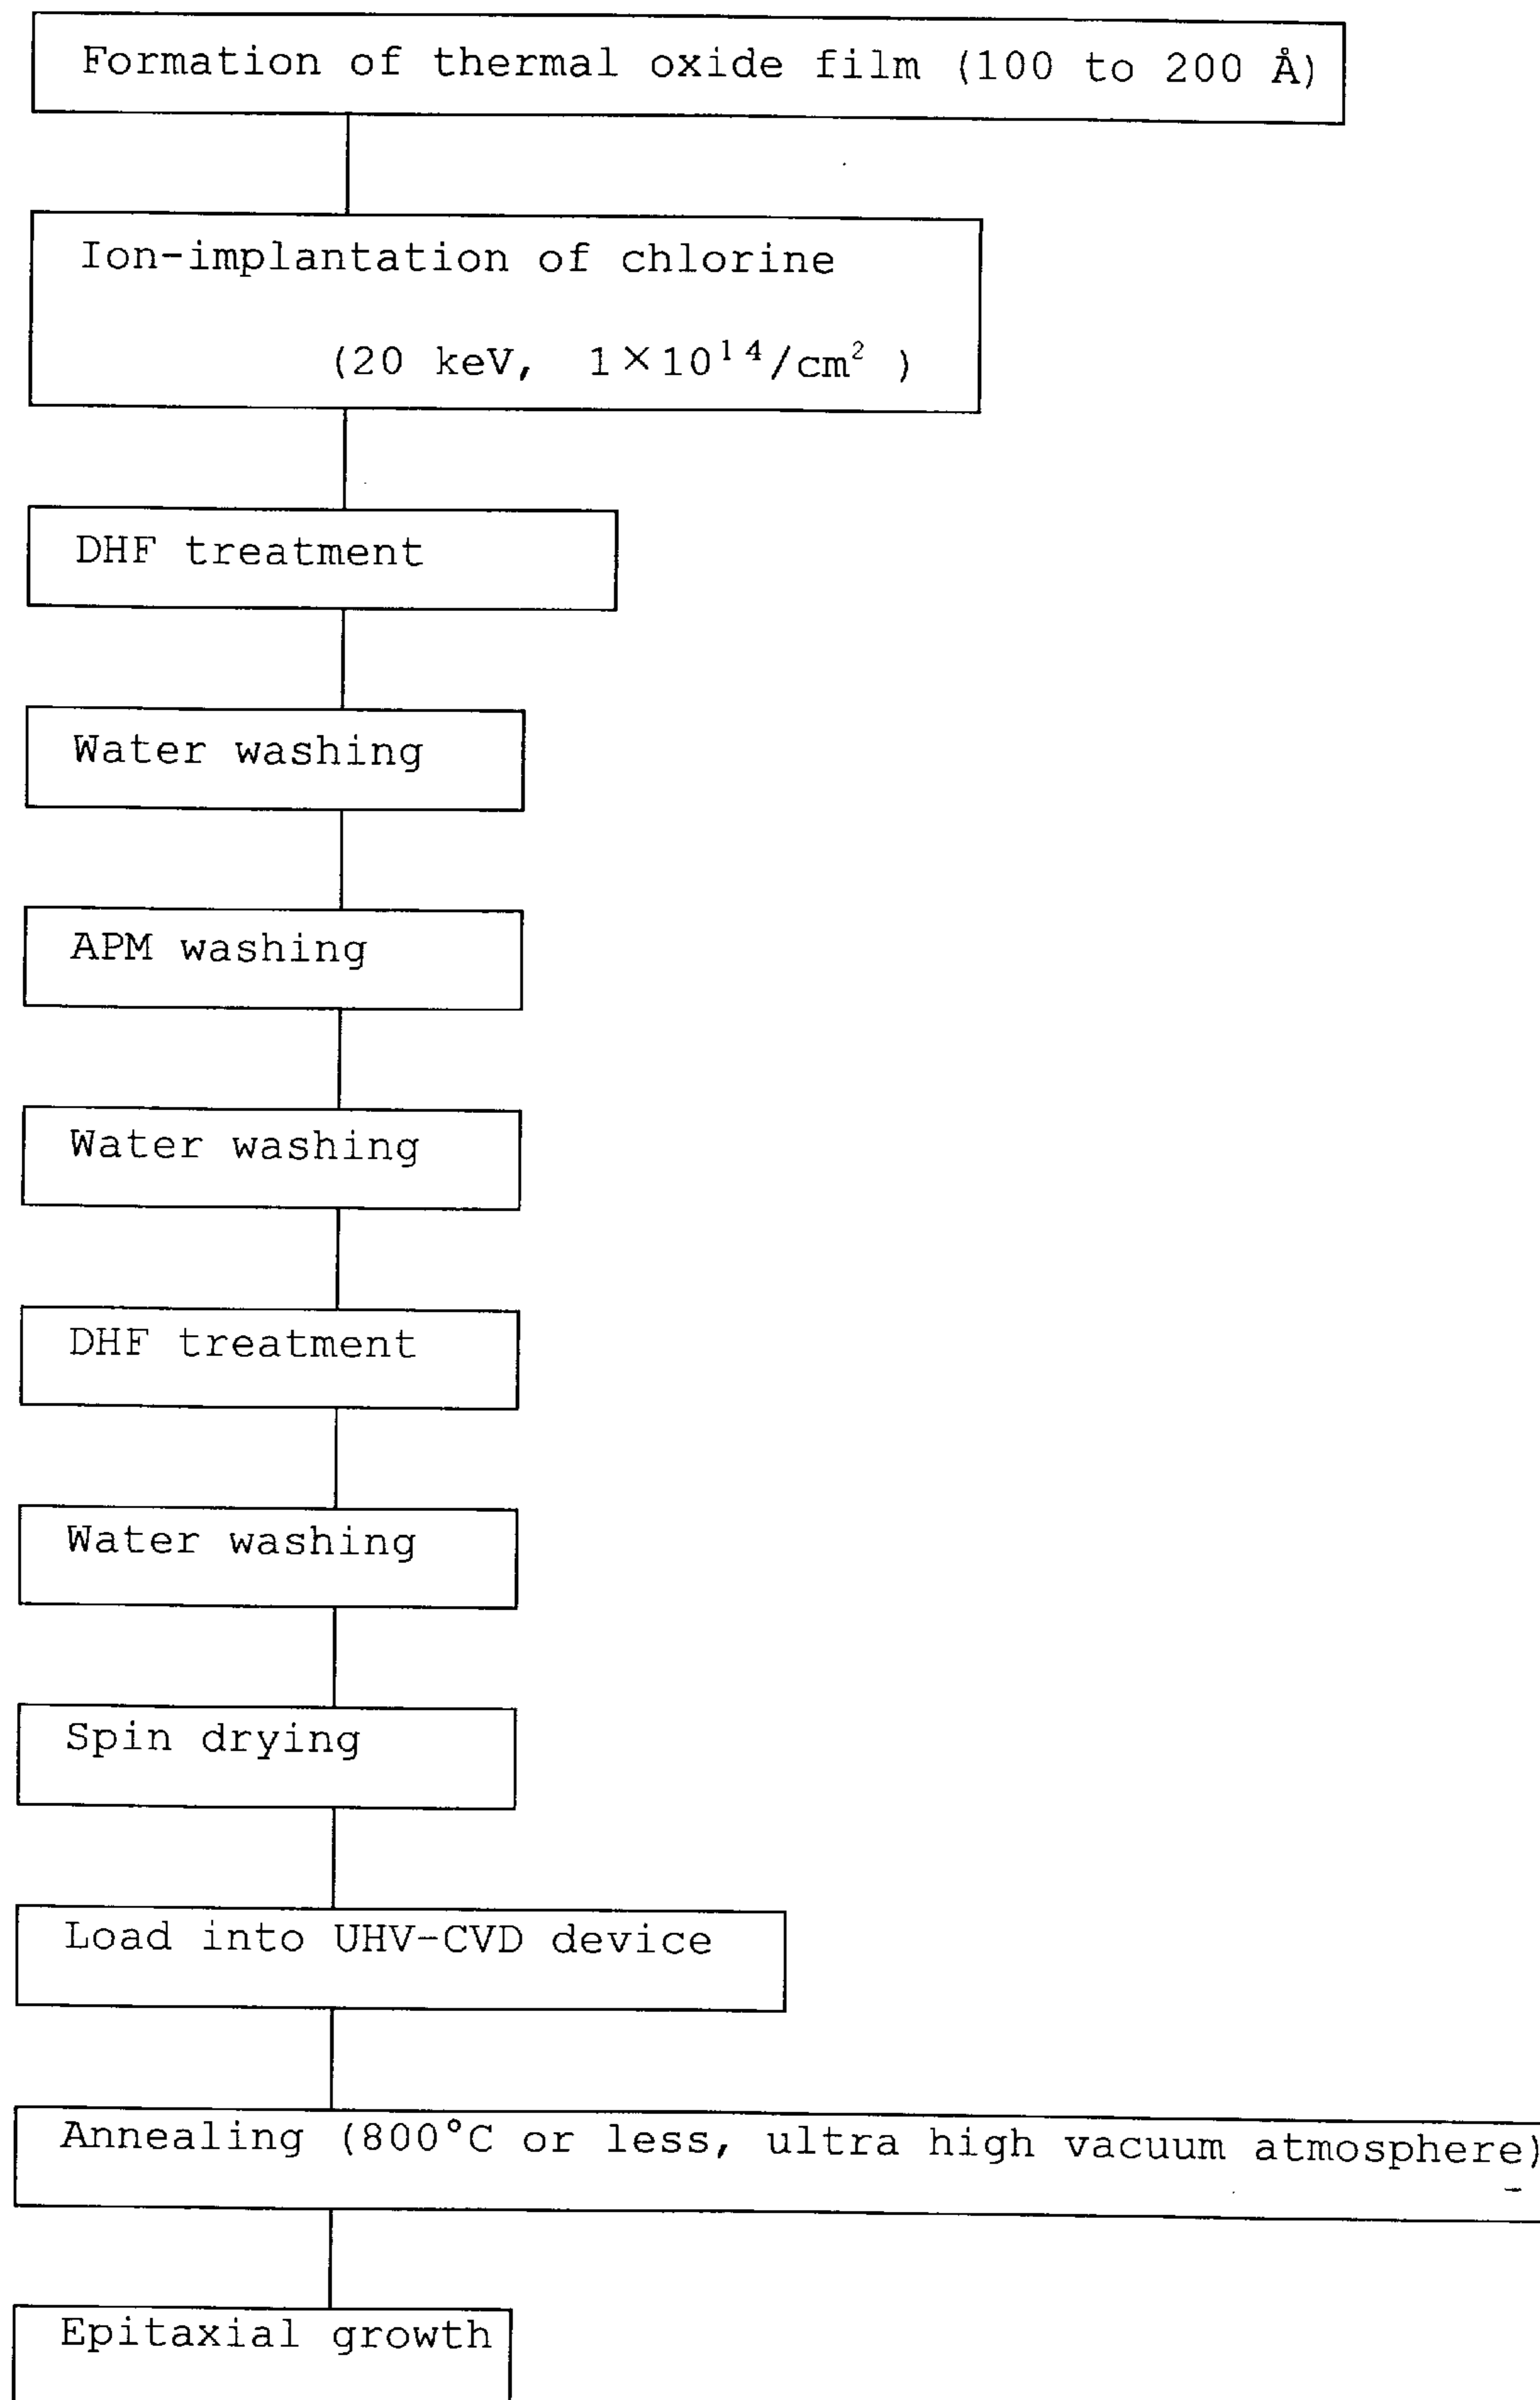 Formation of thermal oxide film (100 to 200 Å)
Ion-implantation of chlorine
(20 keV, 1×10¹⁴/cm² )
DHF treatment
Water washing
APM washing
Water washing
DHF treatment
Water washing
Spin drying
Load into UHV-CVD device
Annealing (800°C or less, ultra high vacuum atmosphere)
Epitaxial growth